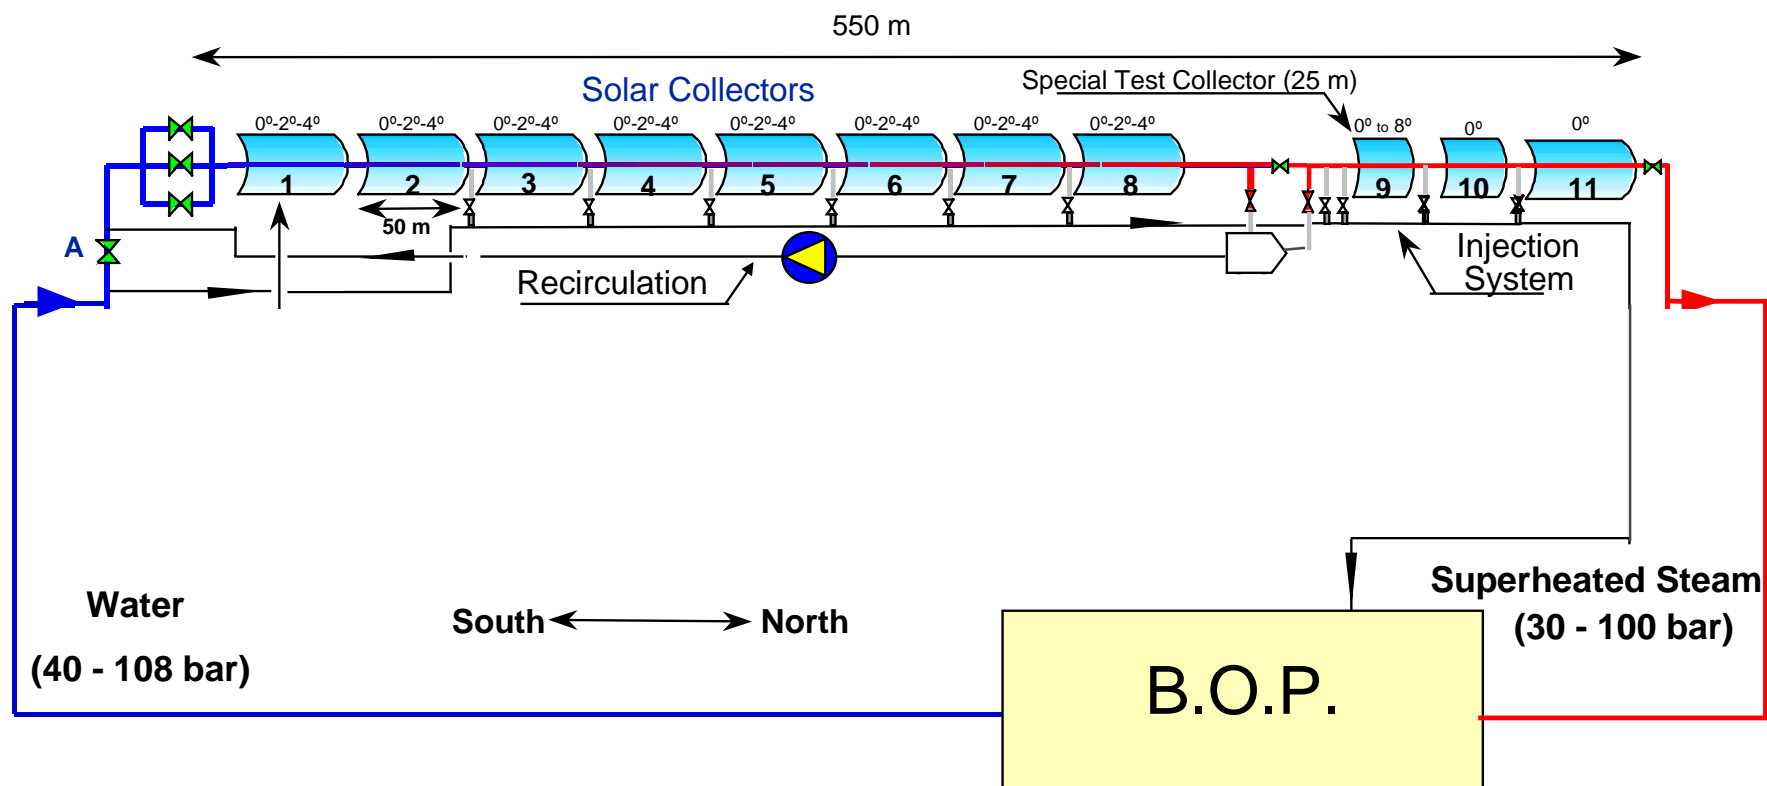 550 m
Solar Collectors
Special Test Collector (25 m)
0º-2º-4º 0º-2º-4º 0º-2º-4º 0º-2º-4º 0º-2º-4º 0º-2º-4º 0º-2º-4º 0º-2º-4º 0º to 8º 0º 0º
1 2 3 4 5 6 7 8 9 10 11
50 m
A
Recirculation
Injection
System
Water
(40 - 108 bar)
South North
Superheated Steam
(30 - 100 bar)
B.O.P.